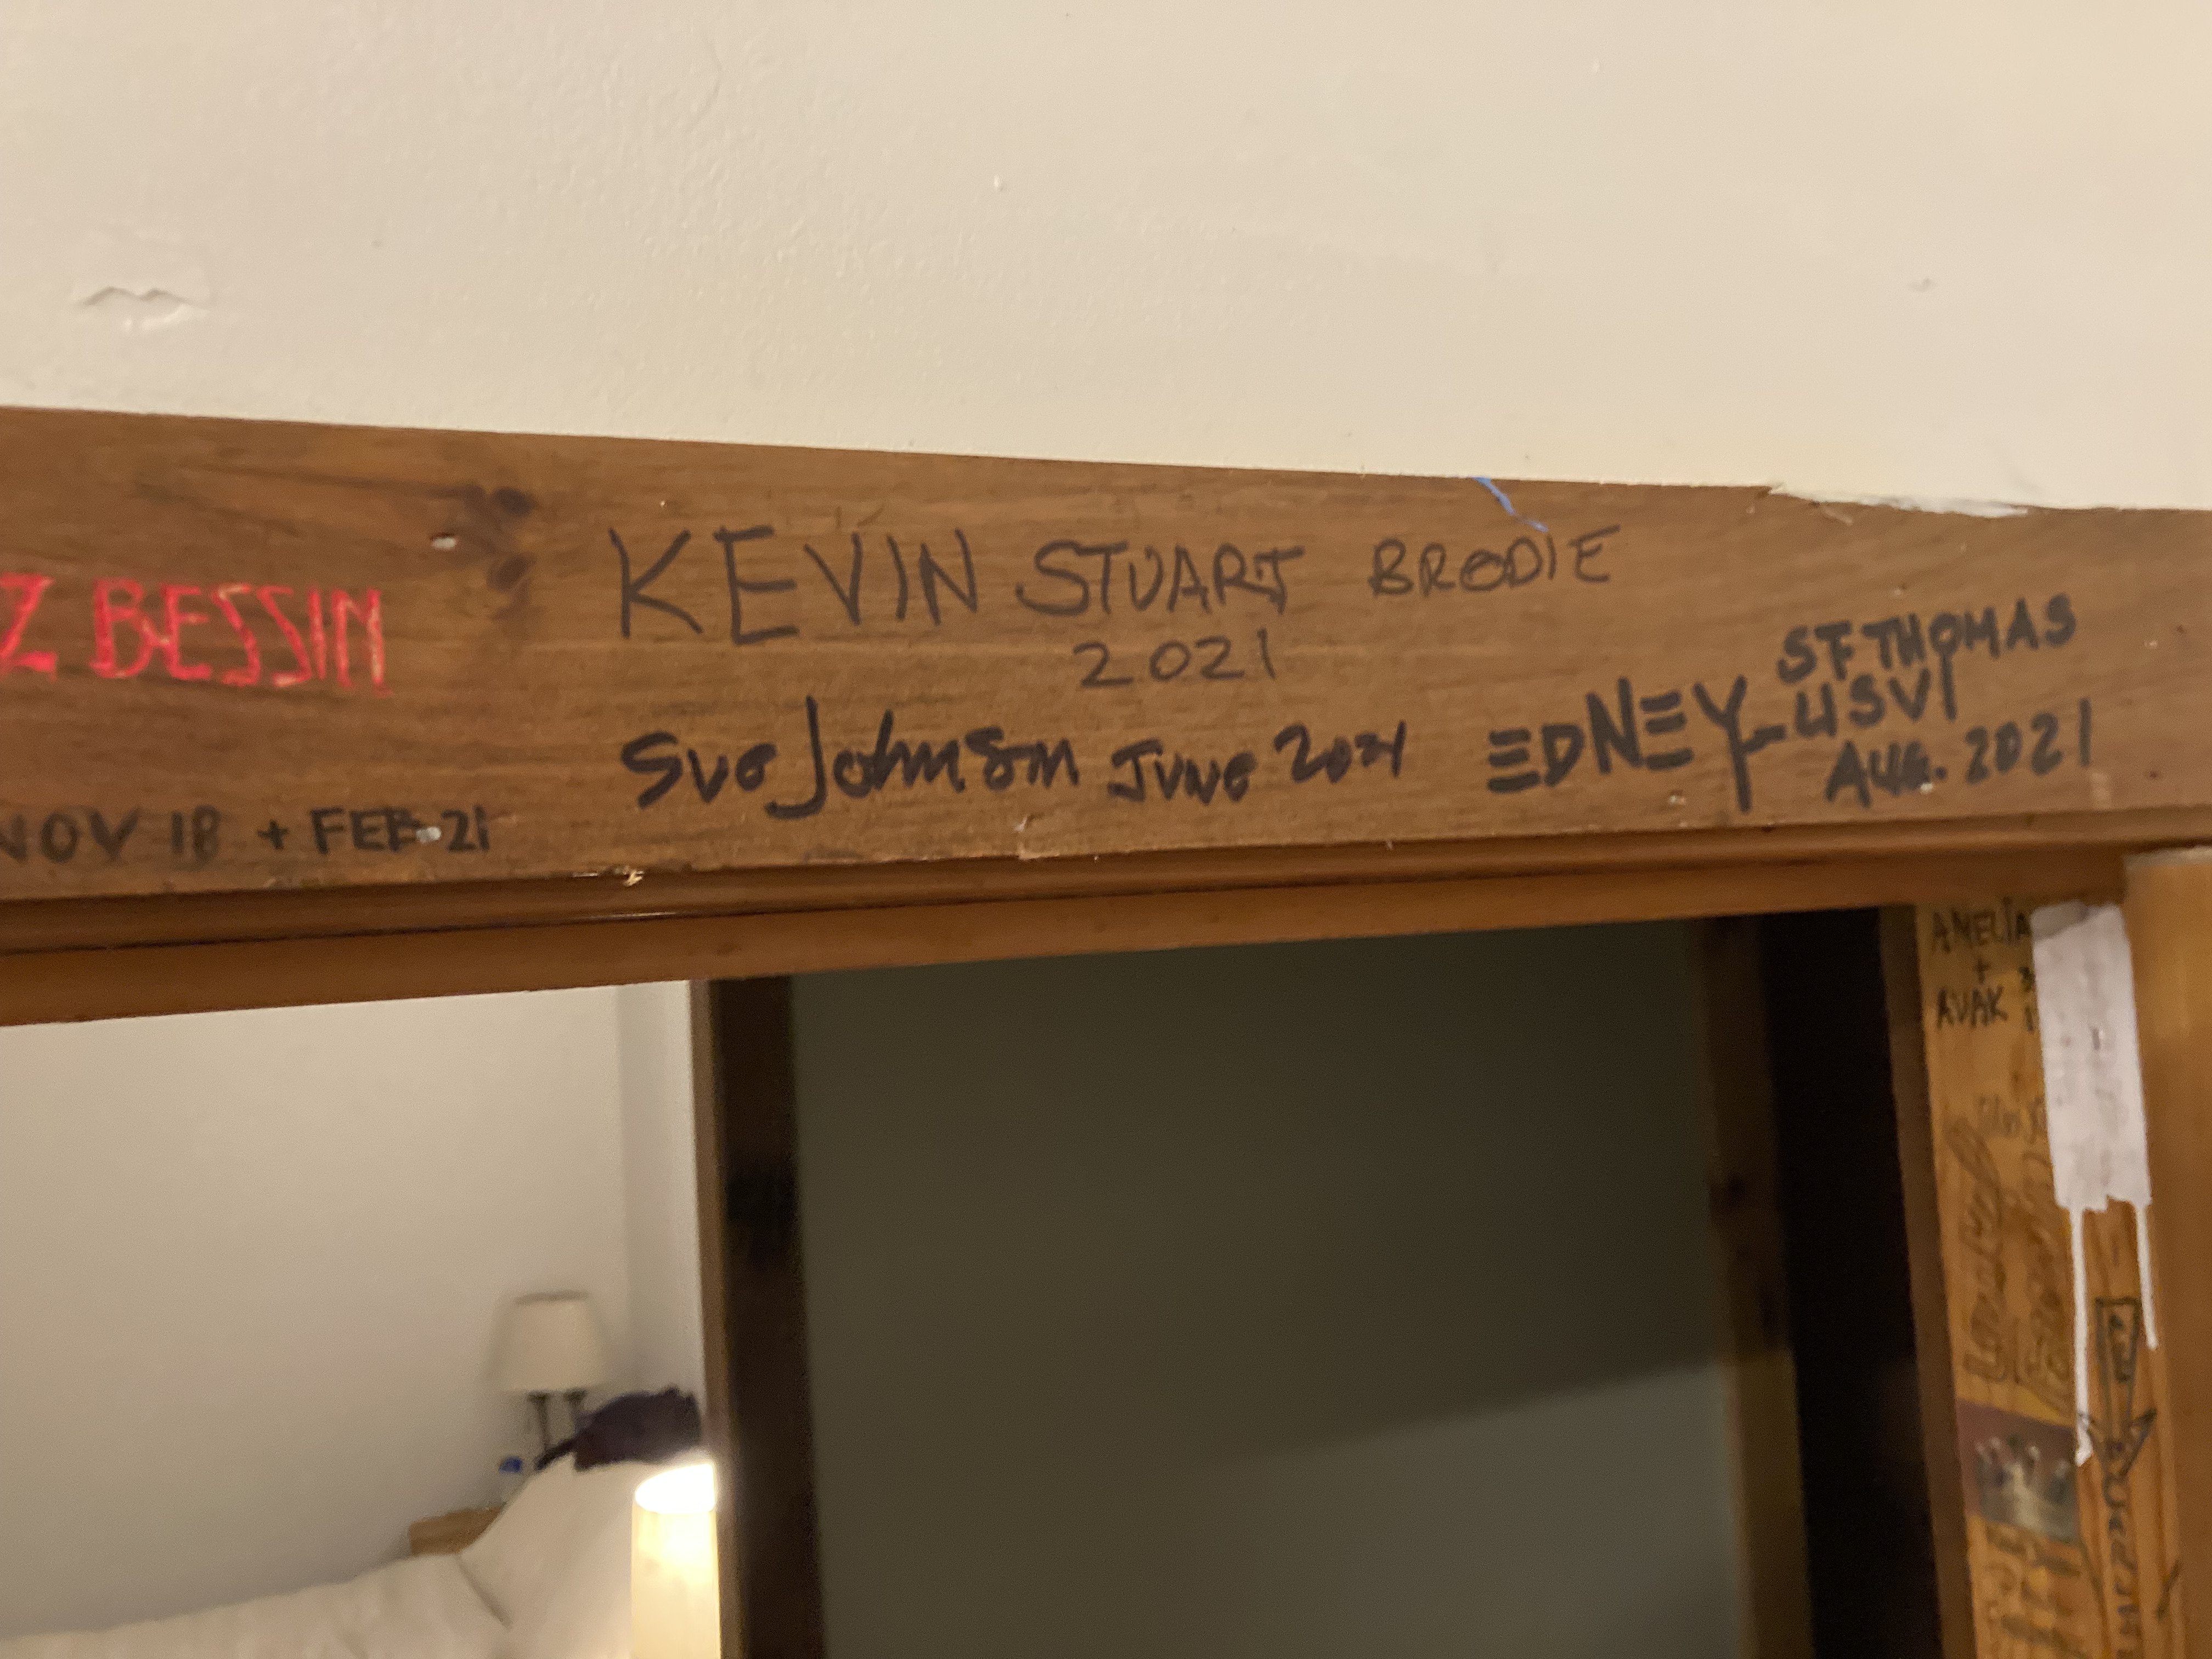 Z BESSIN
NOV 18 + FEB 21
KEVIN STUART BRODIE
2021
Sue Johnson June 2021
EDNEY - ST THOMAS
USVI
AUG. 2021
AMELIA
+
AVAK